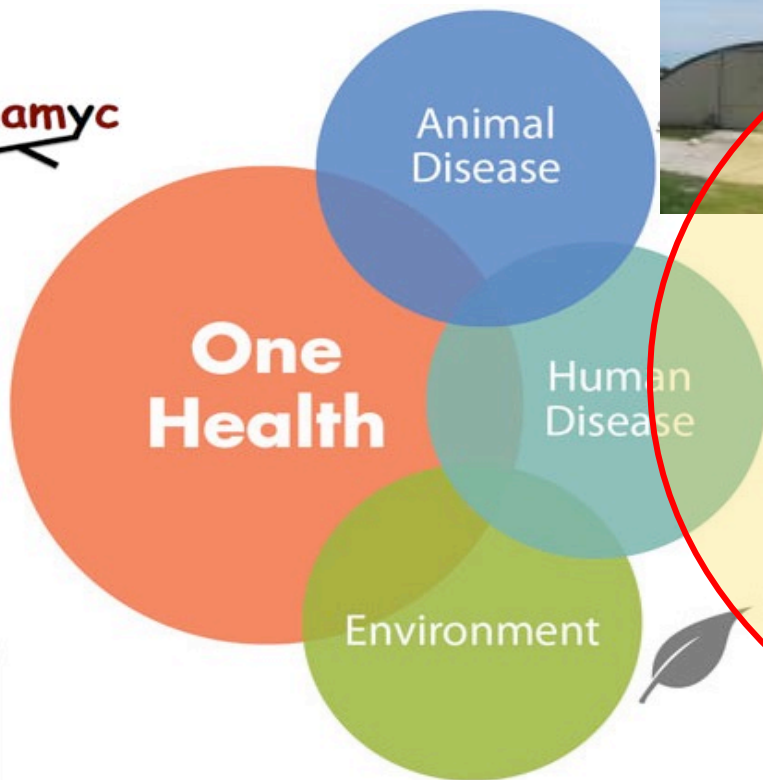 amyc
Animal
Disease
One
Health
Human
Disease
Environment